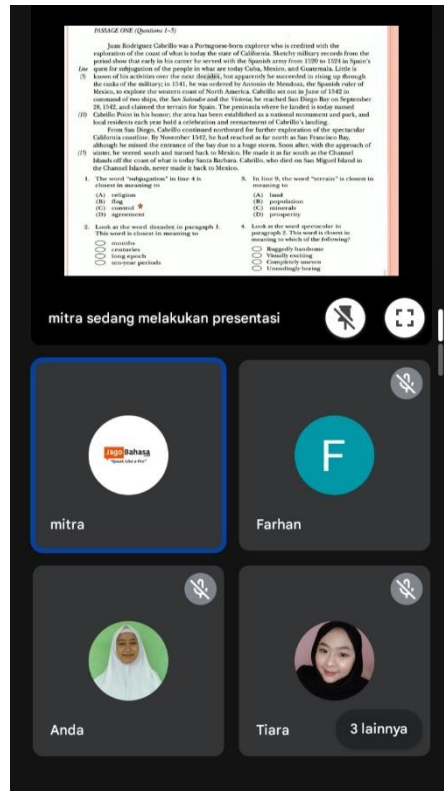 PASSAGE ONE (Questions 1–5)
Juan Rodriguez Cabrillo was a Portuguese-born explorer who is credited with the
exploration of the coast of what is today the state of California. Sketchy military records from the
period show that early in his career he served with the Spanish army from 1520 to 1524 in Spain's
Line quest for subjugation of the people in what are today Cuba, Mexico, and Guatemala. Little is
(5) known of his activities over the next decades, but apparently he succeeded in rising up through
the ranks of the military; in 1541, he was ordered by Antonio de Mendoza, the Spanish ruler of
Mexico, to explore the western coast of North America. Cabrillo set out in June of 1542 in
command of two ships, the San Salvador and the Victoria; he reached San Diego Bay on September
28, 1542, and claimed the terrain for Spain. The peninsula where he landed is today named
(10) Cabrillo Point in his honor; the area has been established as a national monument and park, and
local residents each year hold a celebration and reenactment of Cabrillo's landing.
From San Diego, Cabrillo continued northward for further exploration of the spectacular
California coastline. By November 1542, he had reached as far north as San Francisco Bay,
although he missed the entrance of the bay due to a huge storm. Soon after, with the approach of
(15) winter, he veered south and turned back to Mexico. He made it as far south as the Channel
Islands off the coast of what is today Santa Barbara. Cabrillo, who died on San Miguel Island in
the Channel Islands, never made it back to Mexico.
1. The word "subjugation" in line 4 is
closest in meaning to
(A) religion
(B) flag
(C) control *
(D) agreement
2. Look at the word decades in paragraph 1.
This word is closest in meaning to
months
centuries
long epoch
ten-year periods
3. In line 9, the word "terrain" is closest in
meaning to
(A) land
(B) population
(C) minerals
(D) prosperity
4. Look at the word spectacular in
paragraph 2. This word is closest in
meaning to which of the following?
Ruggedly handsome
Visually exciting
Completely uneven
Unendingly boring
mitra sedang melakukan presentasi
Jago Bahasa
"Speak Like a Pro"
mitra
F
Farhan
Anda
Tiara
3 lainnya